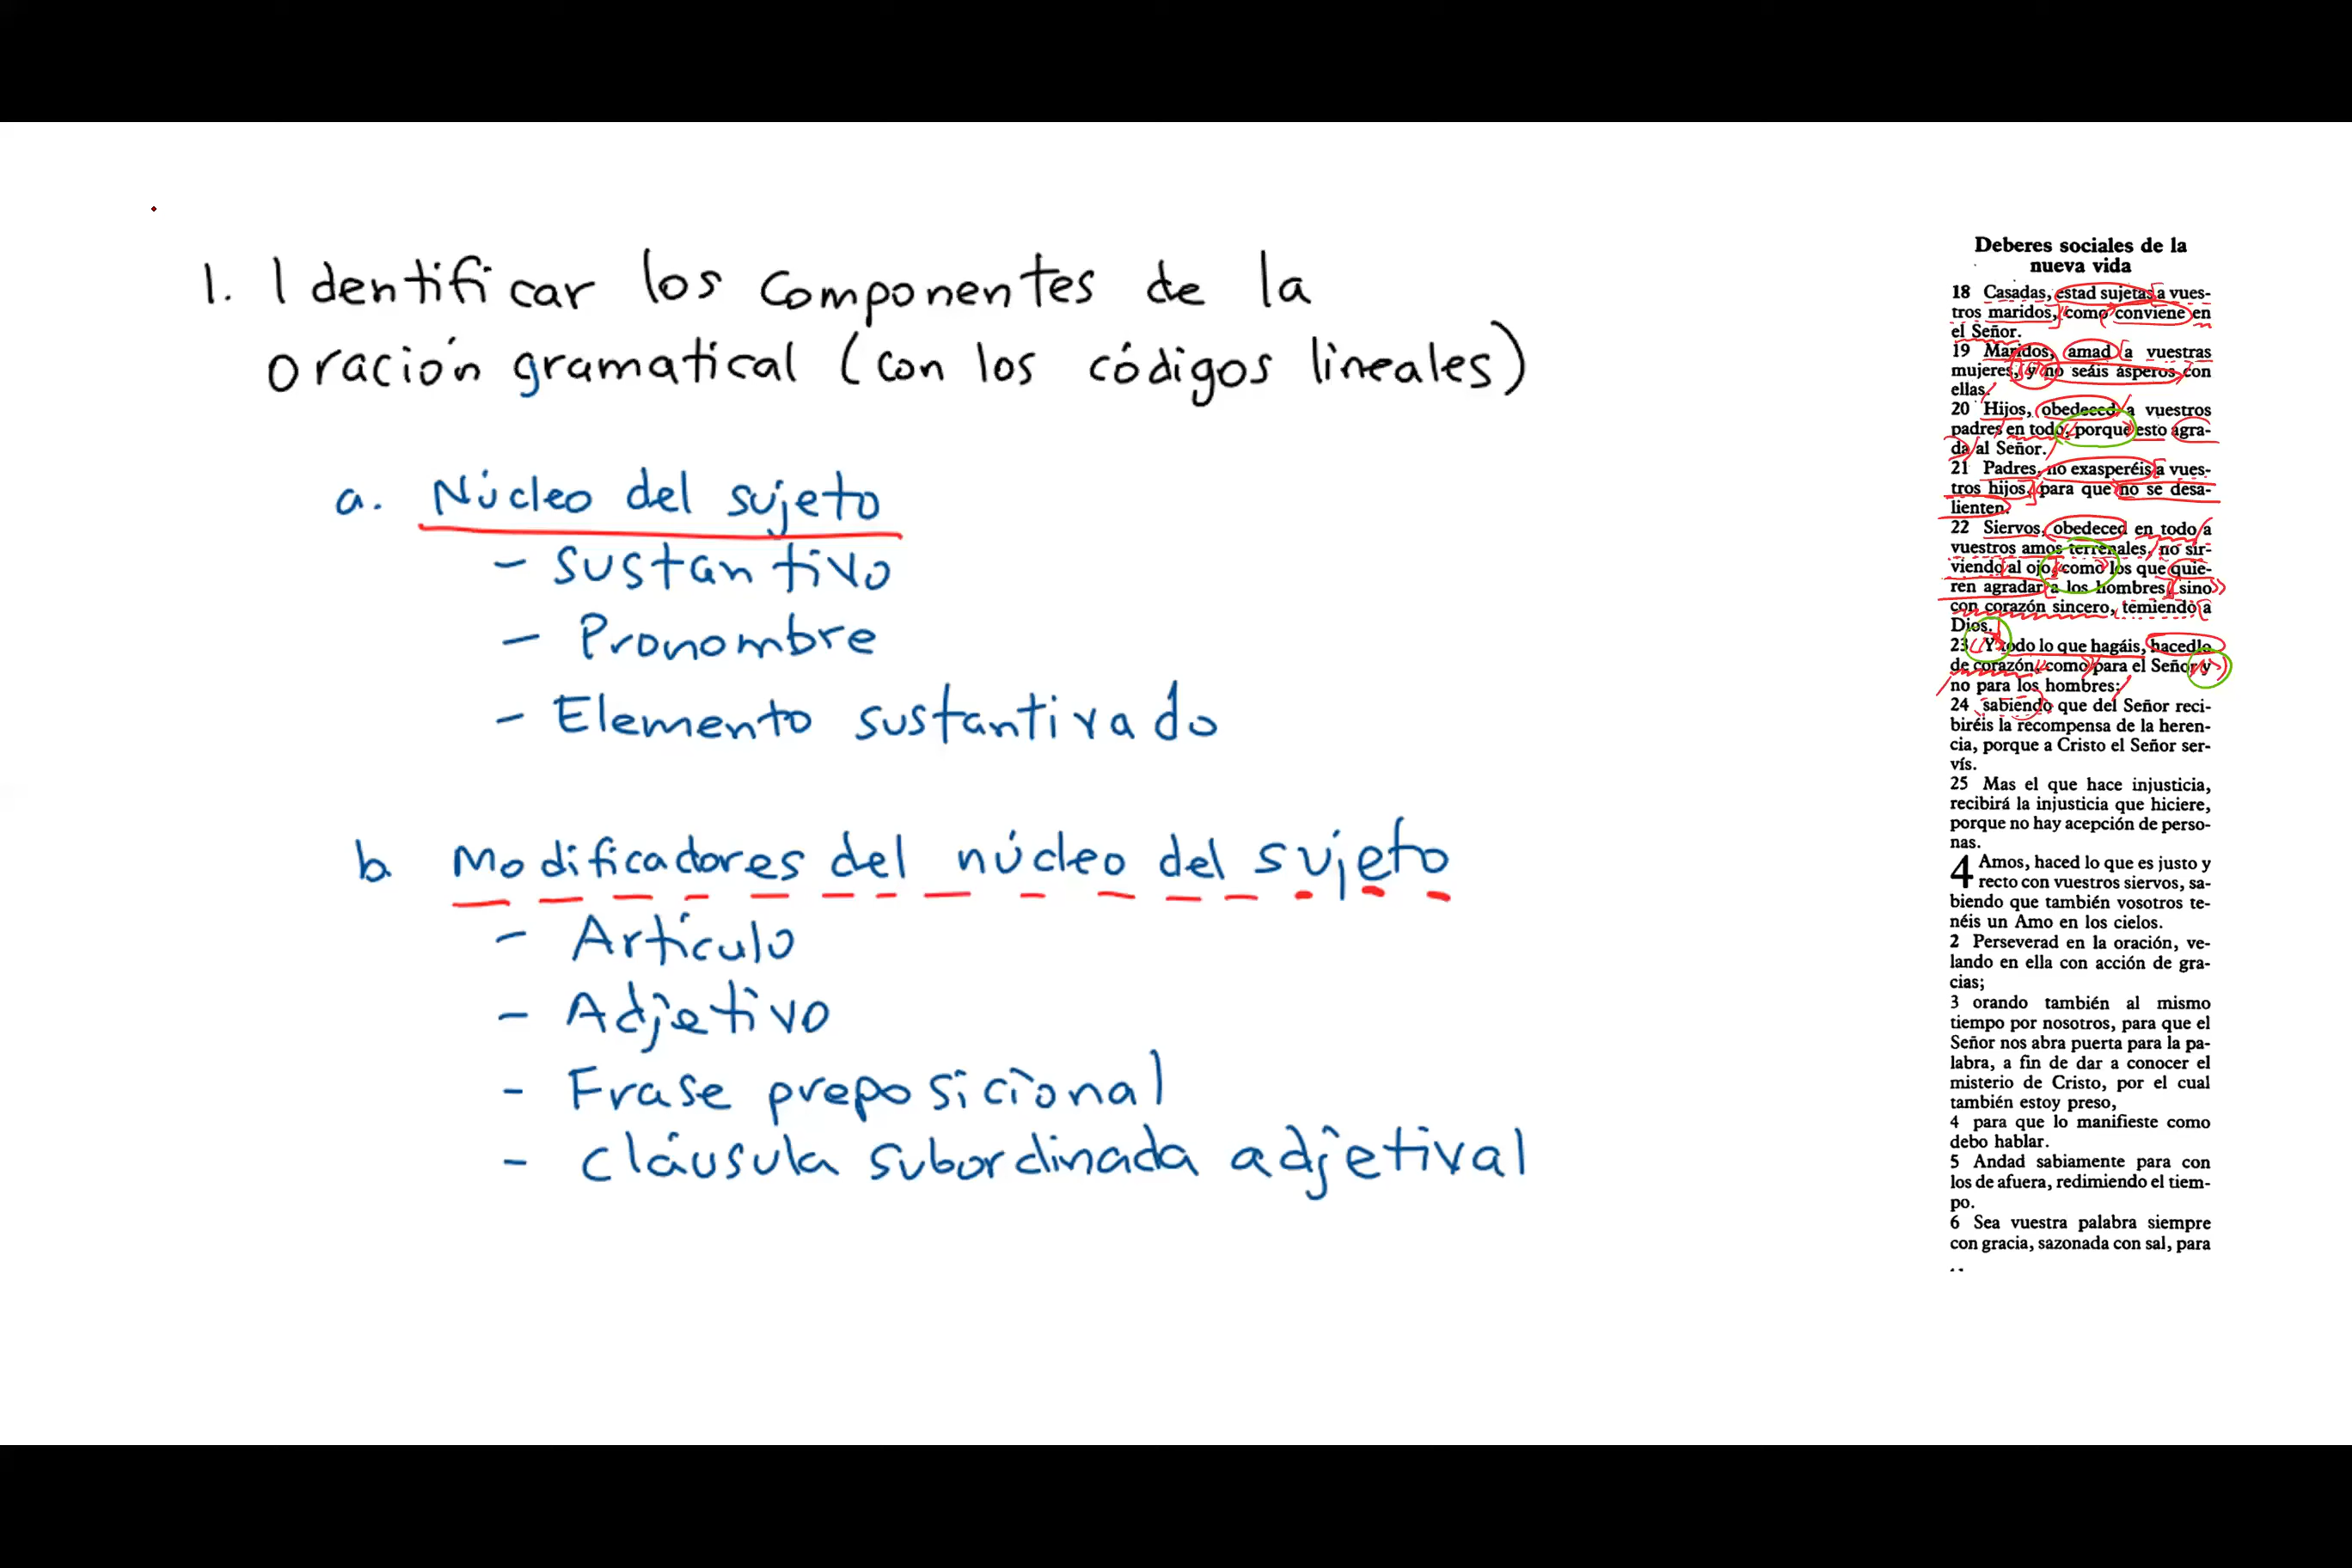 1. Identificar los componentes de la
oración gramatical (con los códigos lineales)
a. Núcleo del sujeto
- Sustantivo
- Pronombre
- Elemento sustantivado
b. Modificadores del núcleo del sujeto
- Artículo
- Adjetivo
- Frase preposicional
- cláusula subordinada adjetival
Deberes sociales de la
nueva vida
18 Casadas, estad sujetas a vues-
tros maridos, como conviene en
el Señor.
19 Maridos, amad a vuestras
mujeres, y no seáis ásperos con
ellas.
20 Hijos, obedeced a vuestros
padres en todo, porque esto agra-
da al Señor.
21 Padres, no exasperéis a vues-
tros hijos, para que no se desa-
lienten.
22 Siervos, obedeced en todo a
vuestros amos terrenales, no sir-
viendo al ojo, como los que quie-
ren agradar a los hombres, sino
con corazón sincero, temiendo a
Dios.
23 Y todo lo que hagáis, hacedlo
de corazón, como para el Señor y
no para los hombres;
24 sabiendo que del Señor reci-
biréis la recompensa de la heren-
cia, porque a Cristo el Señor ser-
vís.
25 Mas el que hace injusticia,
recibirá la injusticia que hiciere,
porque no hay acepción de perso-
nas.
4 Amos, haced lo que es justo y
recto con vuestros siervos, sa-
biendo que también vosotros te-
néis un Amo en los cielos.
2 Perseverad en la oración, ve-
lando en ella con acción de gra-
cias;
3 orando también al mismo
tiempo por nosotros, para que el
Señor nos abra puerta para la pa-
labra, a fin de dar a conocer el
misterio de Cristo, por el cual
también estoy preso,
4 para que lo manifieste como
debo hablar.
5 Andad sabiamente para con
los de afuera, redimiendo el tiem-
po.
6 Sea vuestra palabra siempre
con gracia, sazonada con sal, para